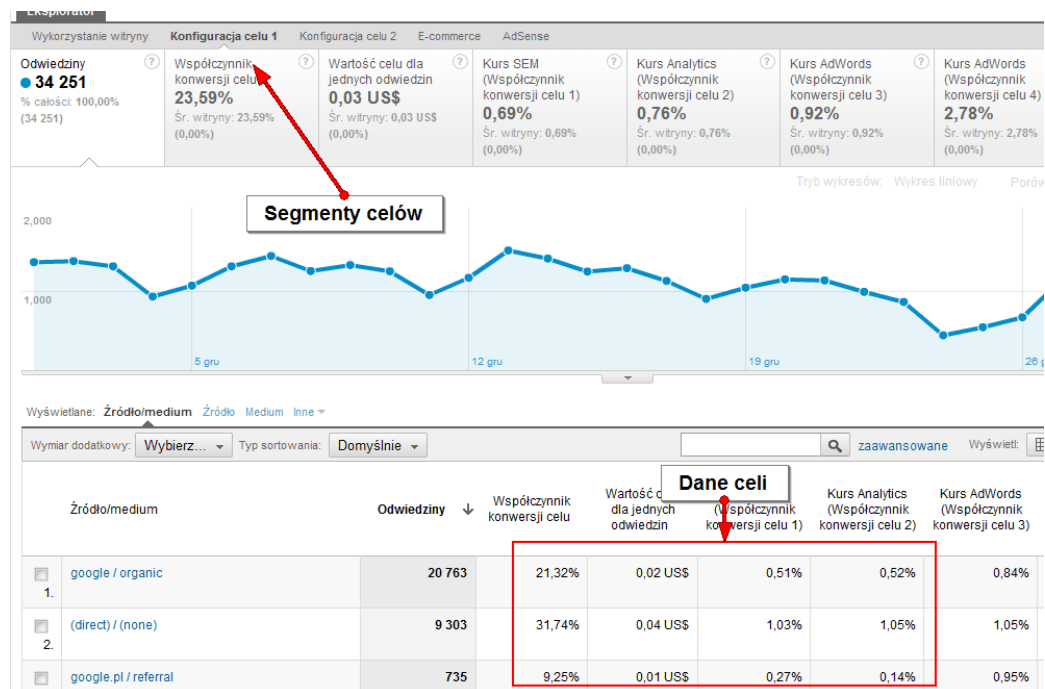 Eksplorator
Wykorzystanie witryny Konfiguracja celu 1 Konfiguracja celu 2 E-commerce AdSense
Odwiedziny ? Współczynnik ? Wartość celu dla ? Kurs SEM ? Kurs Analytics ? Kurs AdWords ? Kurs AdWords
34 251 konwersji celu jednych odwiedzin (Współczynnik (Współczynnik (Współczynnik (Współczynnik
% całości: 100,00% 23,59% 0,03 US$ konwersji celu 1) konwersji celu 2) konwersji celu 3) konwersji celu 4)
(34 251) Śr. witryny: 23,59% Śr. witryny: 0,03 US$ 0,69% 0,76% 0,92% 2,78%
(0,00%) (0,00%) Śr. witryny: 0,69% Śr. witryny: 0,76% Śr. witryny: 0,92% Śr. witryny: 2,78%
(0,00%) (0,00%) (0,00%) (0,00%)
Tryb wykresów: Wykres liniowy
Segmenty celów
2,000
1,000
5 gru 12 gru 19 gru 26
Wyświetlane: Źródło/medium Źródło Medium Inne
Wymiar dodatkowy: Wybierz... Typ sortowania: Domyślnie zaawansowane Wyświetl:
Dane celi
Źródło/medium Odwiedziny Współczynnik konwersji celu Wartość dla jednych odwiedzin (Współczynnik konwersji celu 1) Kurs Analytics (Współczynnik konwersji celu 2) Kurs AdWords (Współczynnik konwersji celu 3)
1. google / organic 20 763 21,32% 0,02 US$ 0,51% 0,52% 0,84%
2. (direct) / (none) 9 303 31,74% 0,04 US$ 1,03% 1,05% 1,05%
google.pl / referral 735 9,25% 0,01 US$ 0,27% 0,14% 0,95%